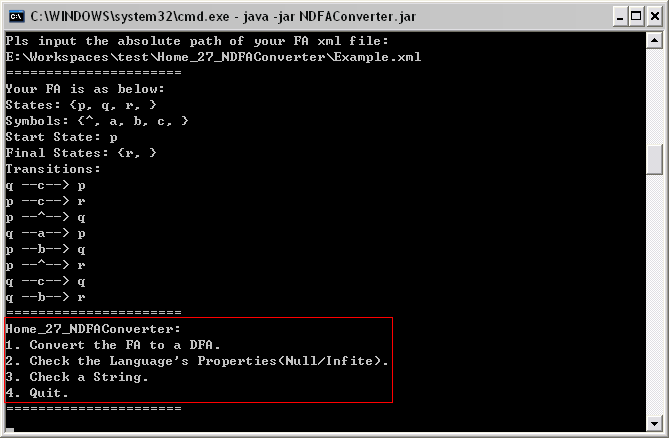 C:\WINDOWS\system32\cmd.exe - java -jar NDFAConverter.jar
Pls input the absolute path of your FA xml file:
E:\Workspaces\test\Home_27_NDFAConverter\Example.xml
======================
Your FA is as below:
States: {p, q, r, }
Symbols: {^, a, b, c, }
Start State: p
Final States: {r, }
Transitions:
q --c--> p
p --c--> r
p --^--> q
q --a--> p
p --b--> q
p --^--> r
q --c--> q
q --b--> r
======================
Home_27_NDFAConverter:
1. Convert the FA to a DFA.
2. Check the Language's Properties(Null/Infite).
3. Check a String.
4. Quit.
======================